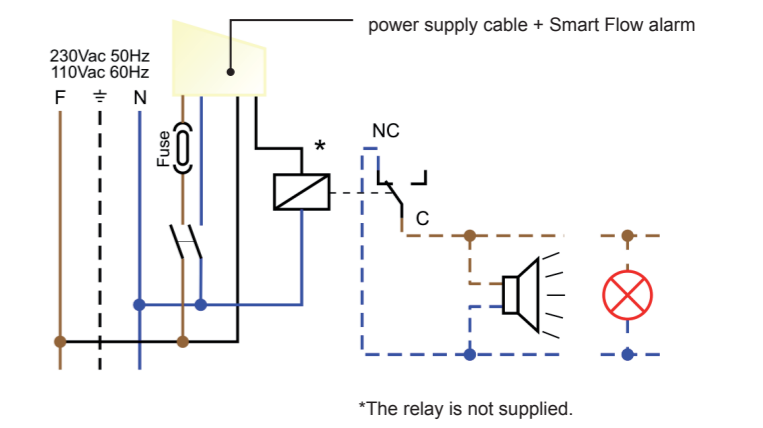 power supply cable + Smart Flow alarm
230Vac 50Hz
110Vac 60Hz
F
N
Fuse
*
NC
C
*The relay is not supplied.